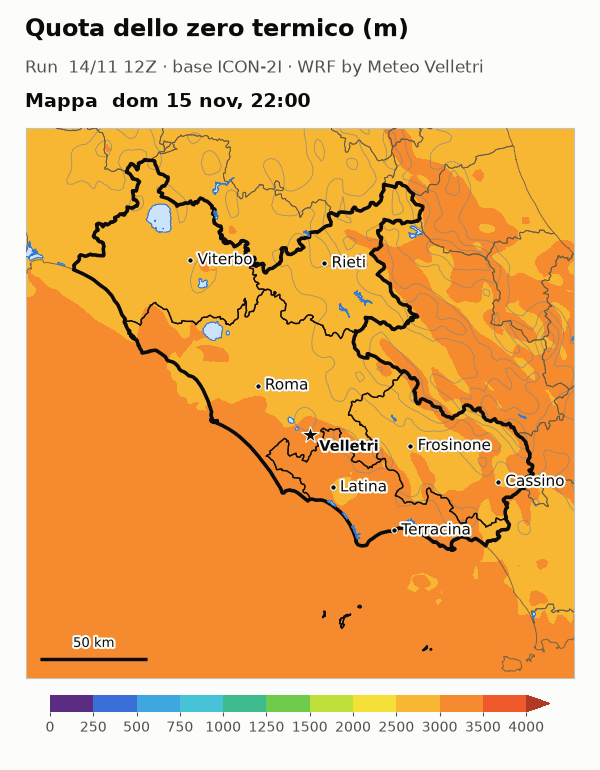 Quota dello zero termico (m)
Run  14/11 12Z · base ICON-2I · WRF by Meteo Velletri
Mappa  dom 15 nov, 22:00
Viterbo
Rieti
Roma
Velletri
Frosinone
Cassino
Latina
Terracina
50 km
0 250 500 750 1000 1250 1500 2000 2500 3000 3500 4000